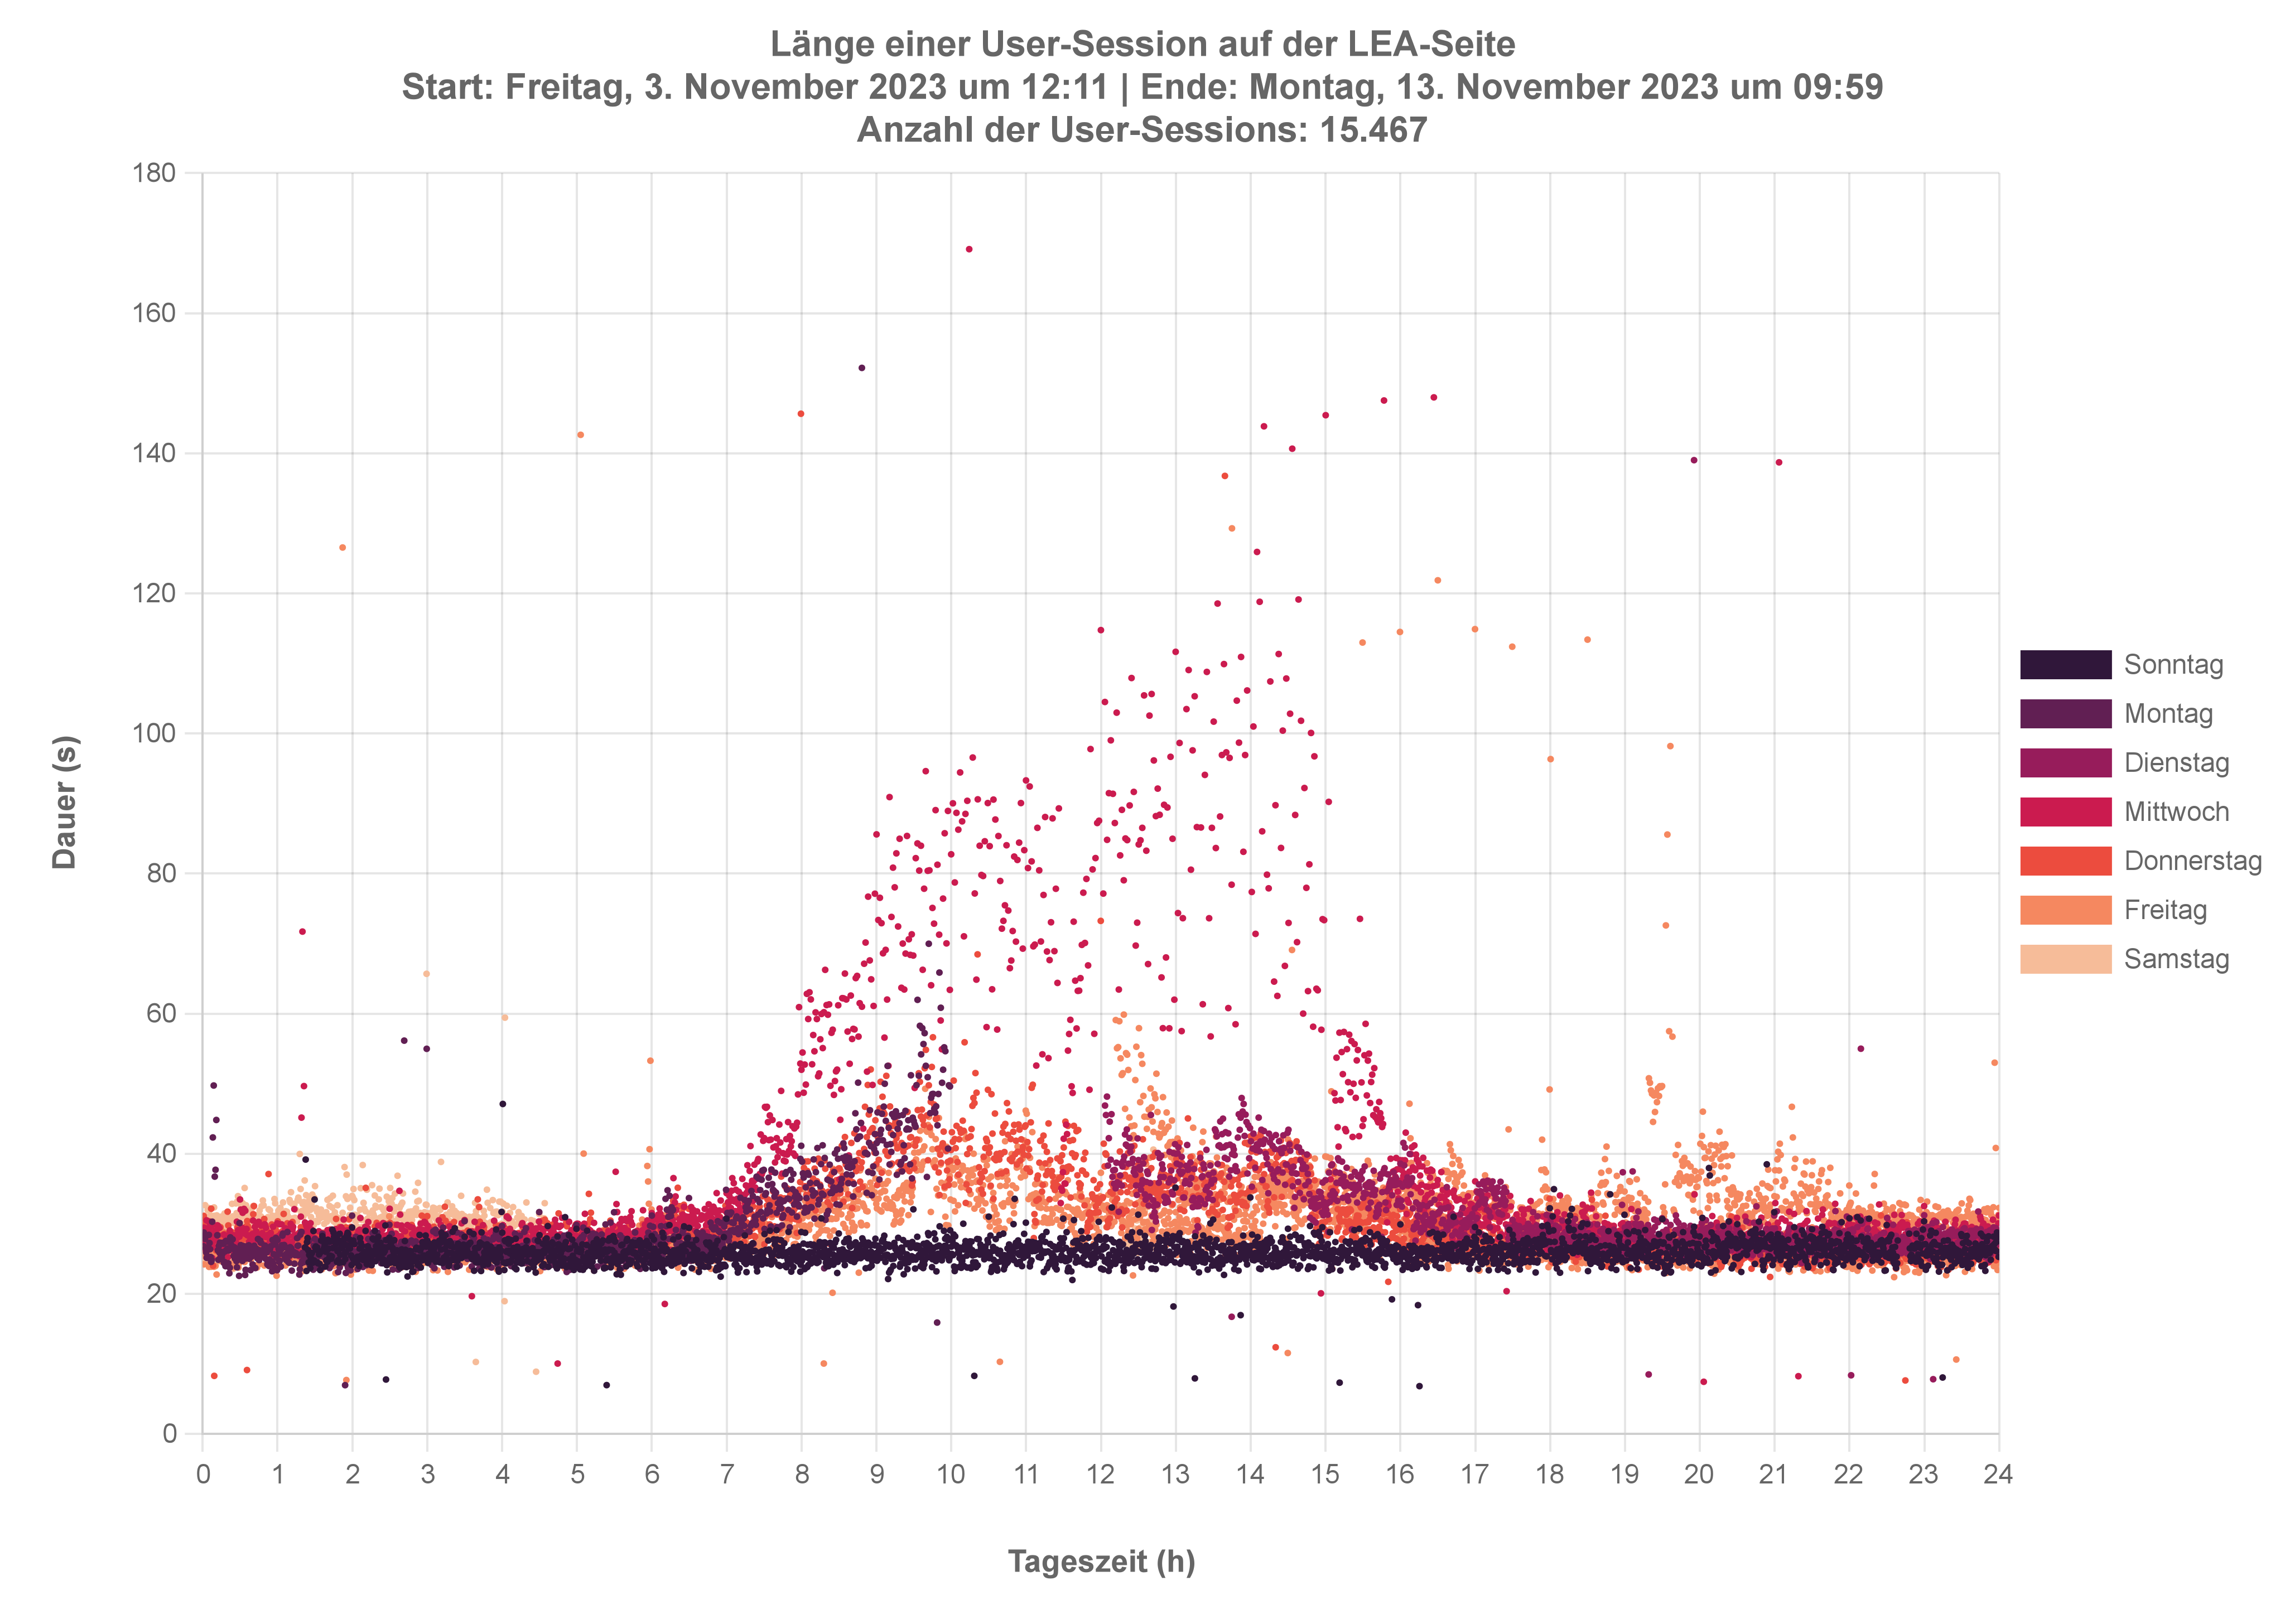 Länge einer User-Session auf der LEA-Seite
Start: Freitag, 3. November 2023 um 12:11 | Ende: Montag, 13. November 2023 um 09:59
Anzahl der User-Sessions: 15.467
180
160
140
120
100
80
60
40
20
0
Dauer (s)
0 1 2 3 4 5 6 7 8 9 10 11 12 13 14 15 16 17 18 19 20 21 22 23 24
Tageszeit (h)
Sonntag
Montag
Dienstag
Mittwoch
Donnerstag
Freitag
Samstag